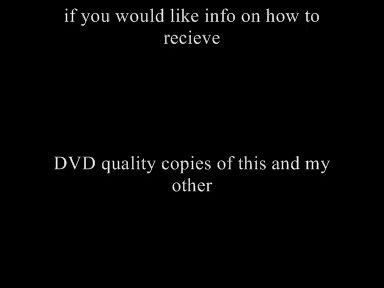 if you would like info on how to
recieve
DVD quality copies of this and my
other